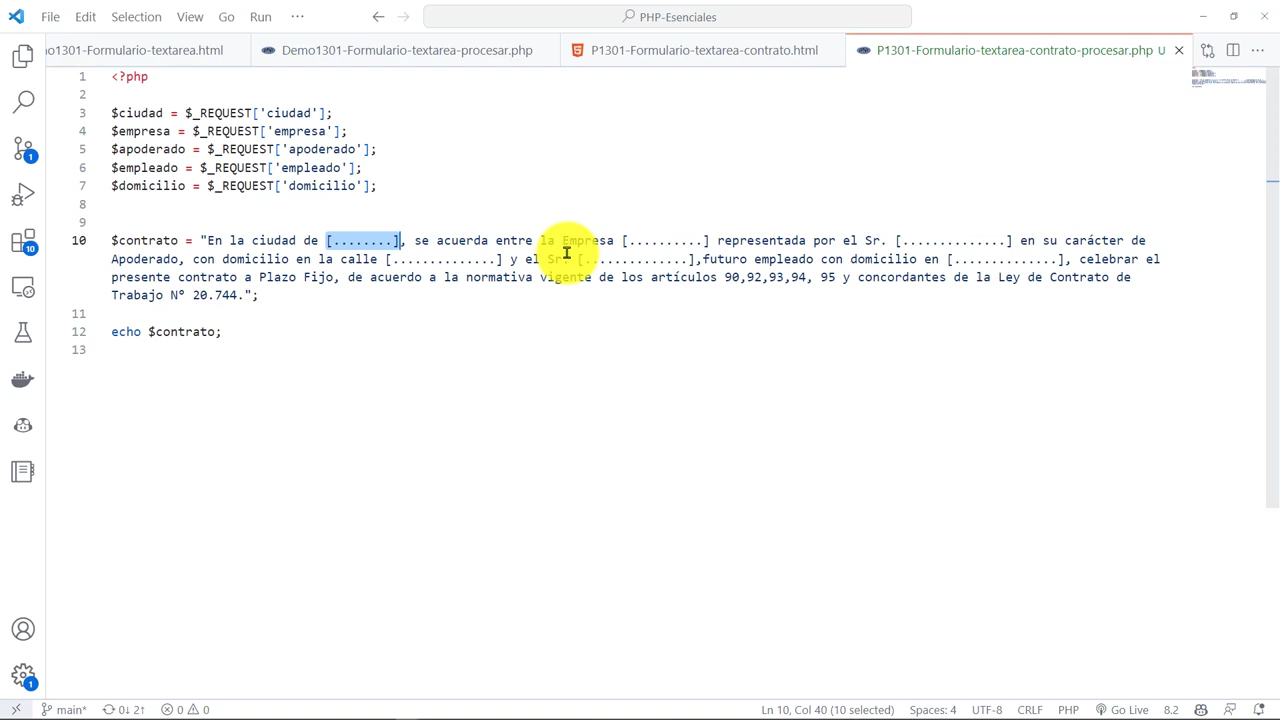 File Edit Selection View Go Run ··· PHP-Esenciales
o1301-Formulario-textarea.html Demo1301-Formulario-textarea-procesar.php P1301-Formulario-textarea-contrato.html P1301-Formulario-textarea-contrato-procesar.php U
1 <?php
2
3 $ciudad = $_REQUEST['ciudad'];
4 $empresa = $_REQUEST['empresa'];
5 $apoderado = $_REQUEST['apoderado'];
6 $empleado = $_REQUEST['empleado'];
7 $domicilio = $_REQUEST['domicilio'];
8
9
10 $contrato = "En la ciudad de [........], se acuerda entre la Empresa [..........] representada por el Sr. [..............] en su carácter de
Apoderado, con domicilio en la calle [..............] y el Sr. [..............],futuro empleado con domicilio en [..............], celebrar el
presente contrato a Plazo Fijo, de acuerdo a la normativa vigente de los artículos 90,92,93,94, 95 y concordantes de la Ley de Contrato de
Trabajo Nº 20.744.";
11
12 echo $contrato;
13
1
10
1
main* 0↓ 2↑ 0 0 Ln 10, Col 40 (10 selected) Spaces: 4 UTF-8 CRLF PHP Go Live 8.2